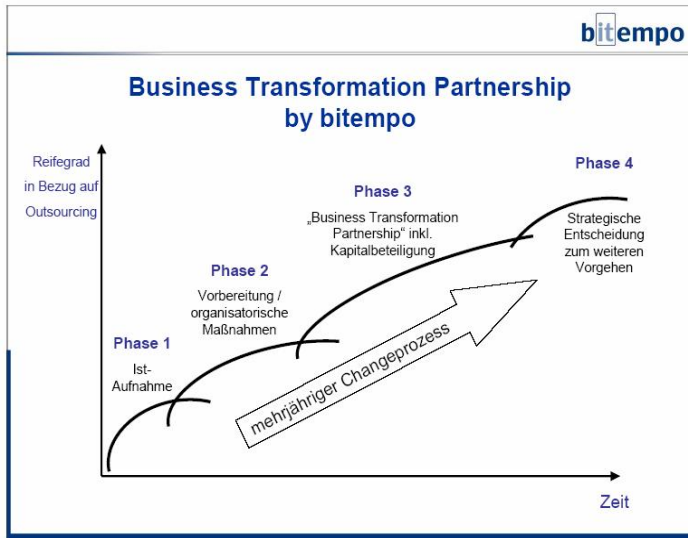 bitempo
Business Transformation Partnership
by bitempo
Reifegrad
in Bezug auf
Outsourcing
Phase 4
Strategische
Entscheidung
zum weiteren
Vorgehen
Phase 3
„Business Transformation
Partnership“ inkl.
Kapitalbeteiligung
Phase 2
Vorbereitung /
organisatorische
Maßnahmen
Phase 1
Ist-
Aufnahme
mehrjähriger Changeprozess
Zeit